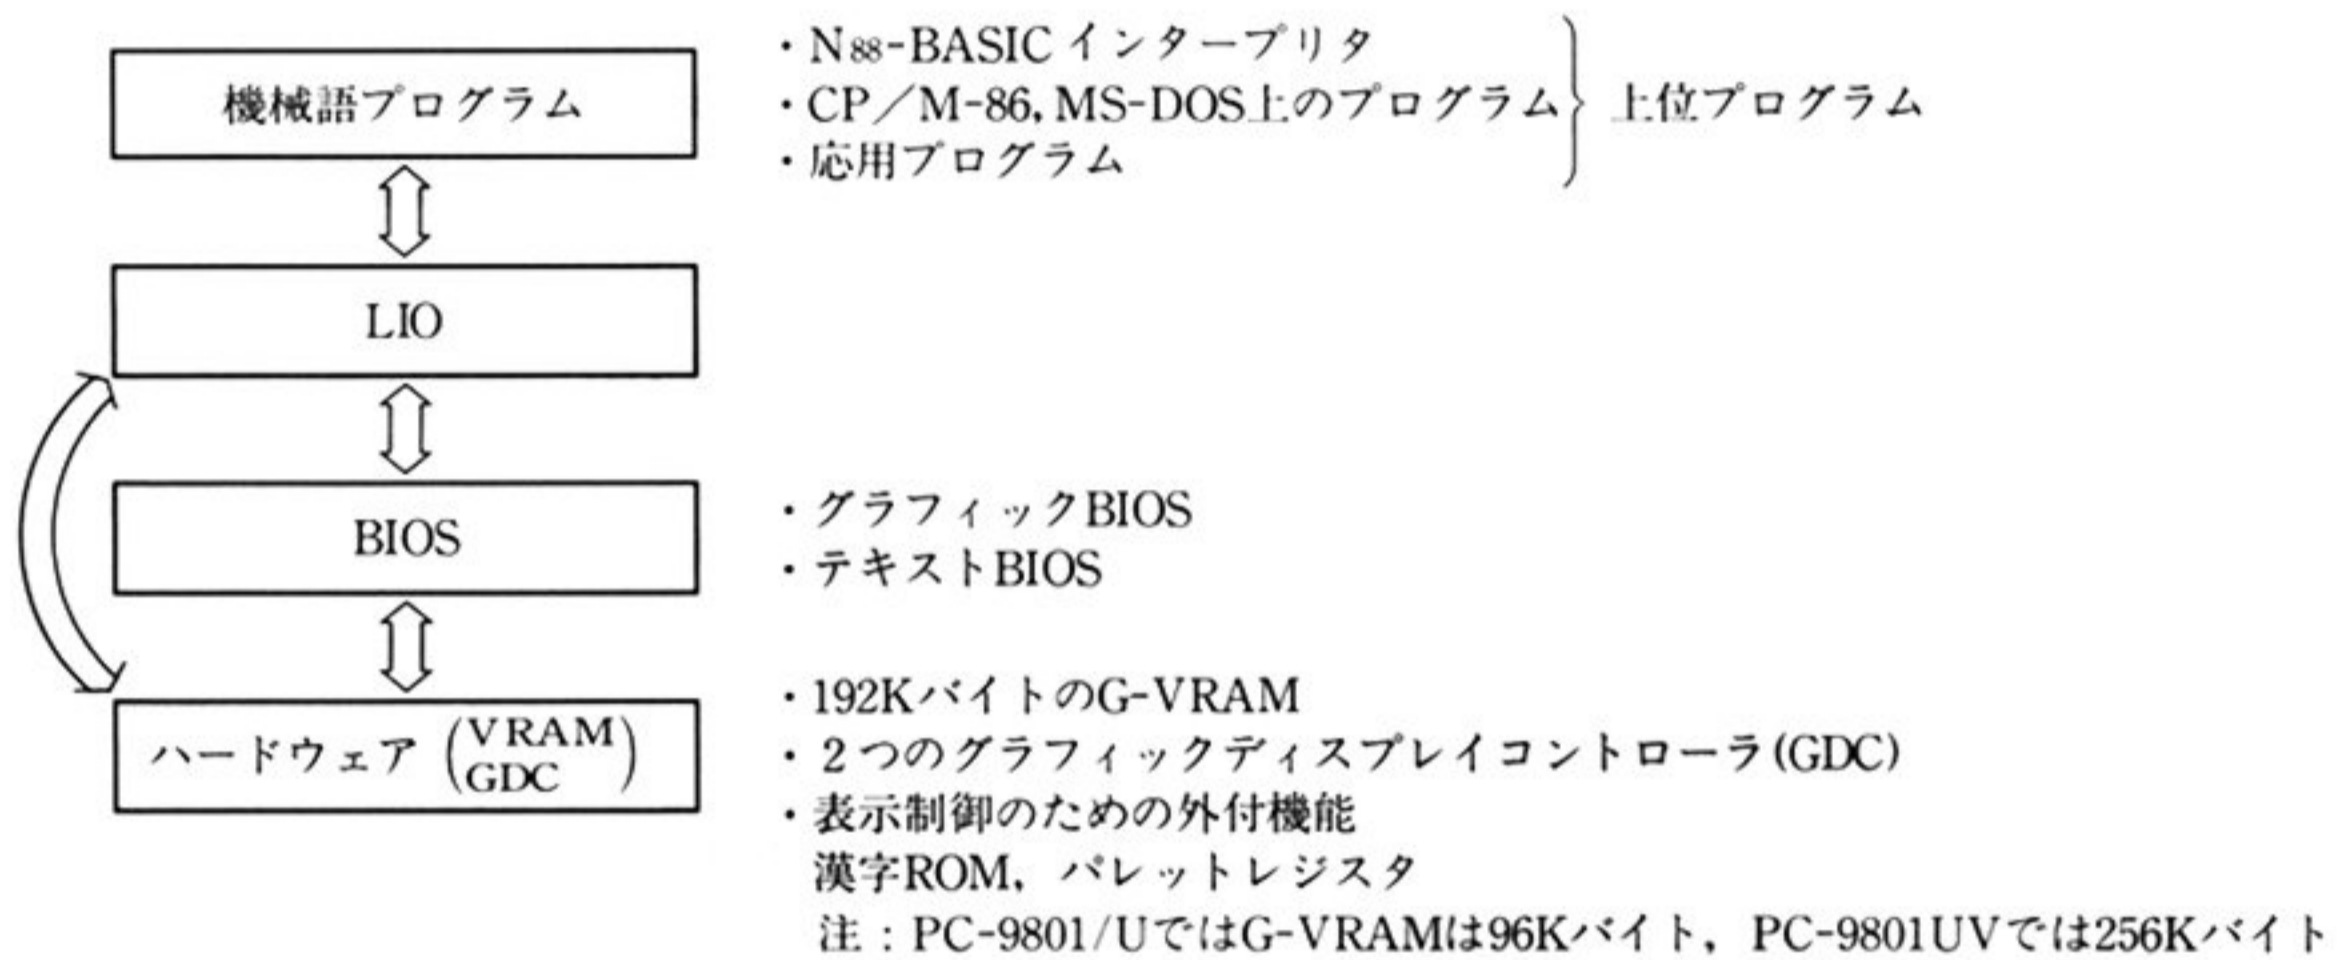 機械語プログラム
・N88-BASICインタープリタ
・CP／M-86, MS-DOS上のプログラム
・応用プログラム
上位プログラム
LIO
BIOS
・グラフィックBIOS
・テキストBIOS
ハードウェア (VRAM
GDC)
・192KバイトのG-VRAM
・2つのグラフィックディスプレイコントローラ(GDC)
・表示制御のための外付機能
漢字ROM, パレットレジスタ
注：PC-9801/UではG-VRAMは96Kバイト, PC-9801UVでは256Kバイト